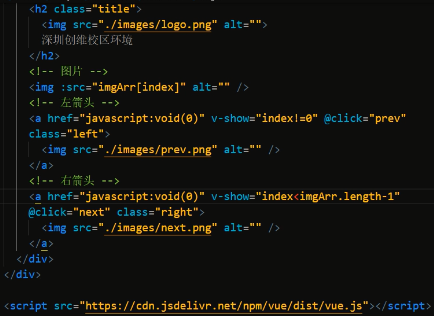 <h2 class="title">
<img src="./images/logo.png" alt="">
深圳创维校区环境
</h2>
<!-- 图片 -->
<img :src="imgArr[index]" alt="" />
<!-- 左箭头 -->
<a href="javascript:void(0)" v-show="index!=0" @click="prev"
class="left">
<img src="./images/prev.png" alt="" />
</a>
<!-- 右箭头 -->
<a href="javascript:void(0)" v-show="index<imgArr.length-1"
@click="next" class="right">
<img src="./images/next.png" alt="" />
</a>
</div>
</div>
<script src="https://cdn.jsdelivr.net/npm/vue/dist/vue.js"></script>